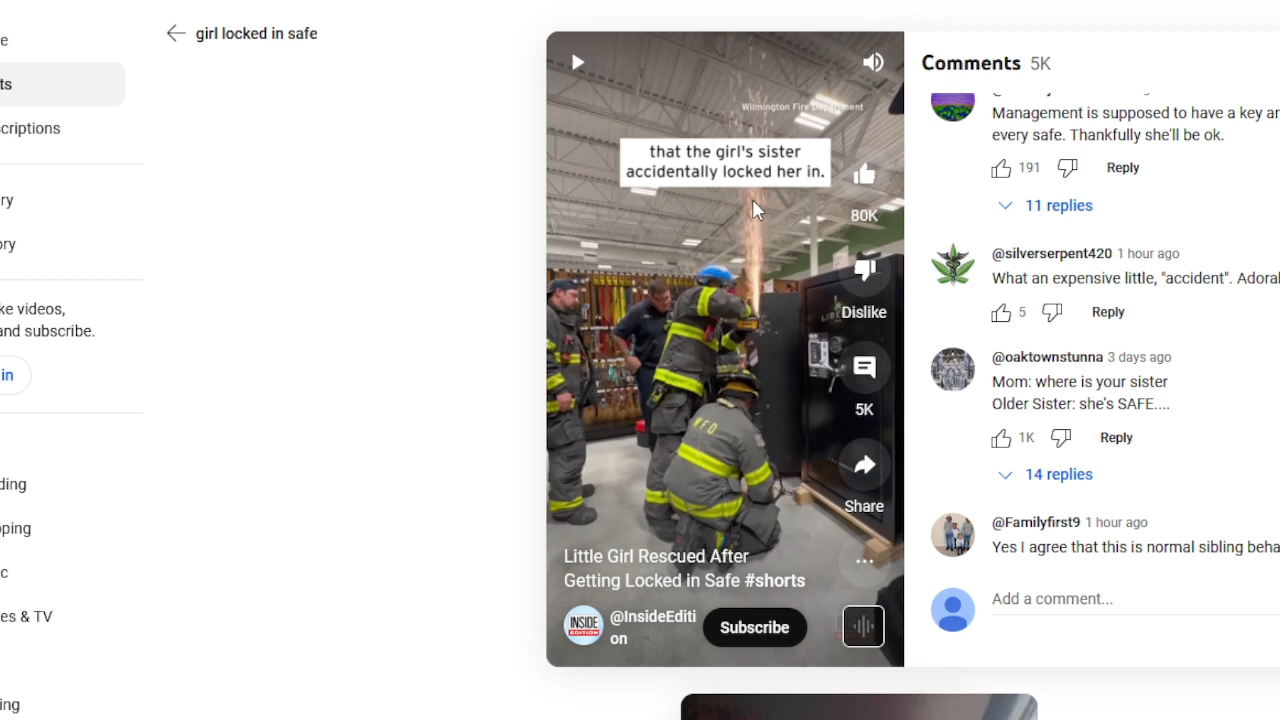 e
ts
criptions
ry
ory
ke videos,
and subscribe.
in
ding
pping
c
es & TV
ing
girl locked in safe
Wilmington Fire Department
that the girl's sister
accidentally locked her in.
80K
Dislike
5K
Share
WFD
Little Girl Rescued After
Getting Locked in Safe #shorts
INSIDE
EDITION
@InsideEditi
on
Subscribe
Comments 5K
Management is supposed to have a key ar
every safe. Thankfully she'll be ok.
191
Reply
11 replies
@silverserpent420 1 hour ago
What an expensive little, "accident". Adoral
5
Reply
@oaktownstunna 3 days ago
Mom: where is your sister
Older Sister: she's SAFE....
1K
Reply
14 replies
@Familyfirst9 1 hour ago
Yes I agree that this is normal sibling beha
Add a comment...